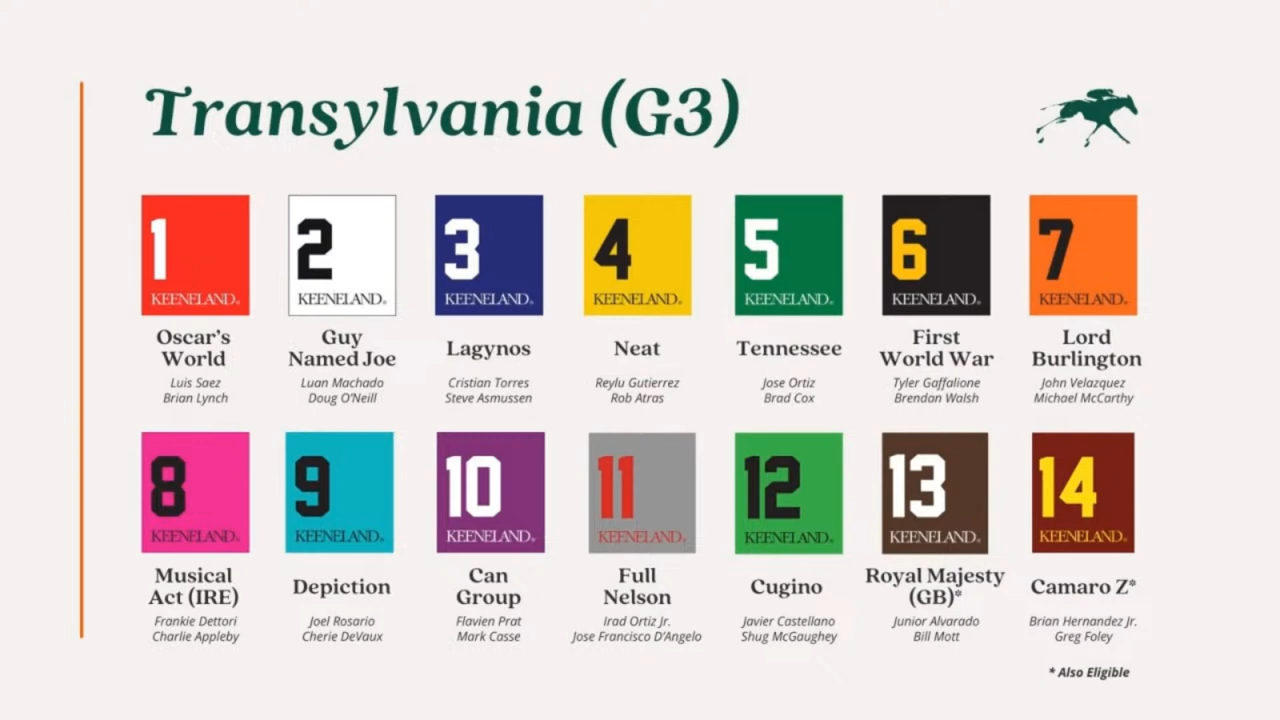 Transylvania (G3)
1
KEENELAND®
Oscar's
World
Luis Saez
Brian Lynch
2
KEENELAND®
Guy
Named Joe
Luan Machado
Doug O'Neill
3
KEENELAND®
Lagynos
Cristian Torres
Steve Asmussen
4
KEENELAND®
Neat
Reylu Gutierrez
Rob Atras
5
KEENELAND®
Tennessee
Jose Ortiz
Brad Cox
6
KEENELAND®
First
World War
Tyler Gaffalione
Brendan Walsh
7
KEENELAND®
Lord
Burlington
John Velazquez
Michael McCarthy
8
KEENELAND®
Musical
Act (IRE)
Frankie Dettori
Charlie Appleby
9
KEENELAND®
Depiction
Joel Rosario
Cherie DeVaux
10
KEENELAND®
Can
Group
Flavien Prat
Mark Casse
11
KEENELAND®
Full
Nelson
Irad Ortiz Jr.
Jose Francisco D'Angelo
12
KEENELAND®
Cugino
Javier Castellano
Shug McGaughey
13
KEENELAND®
Royal Majesty
(GB)*
Junior Alvarado
Bill Mott
14
KEENELAND®
Camaro Z*
Brian Hernandez Jr.
Greg Foley
* Also Eligible